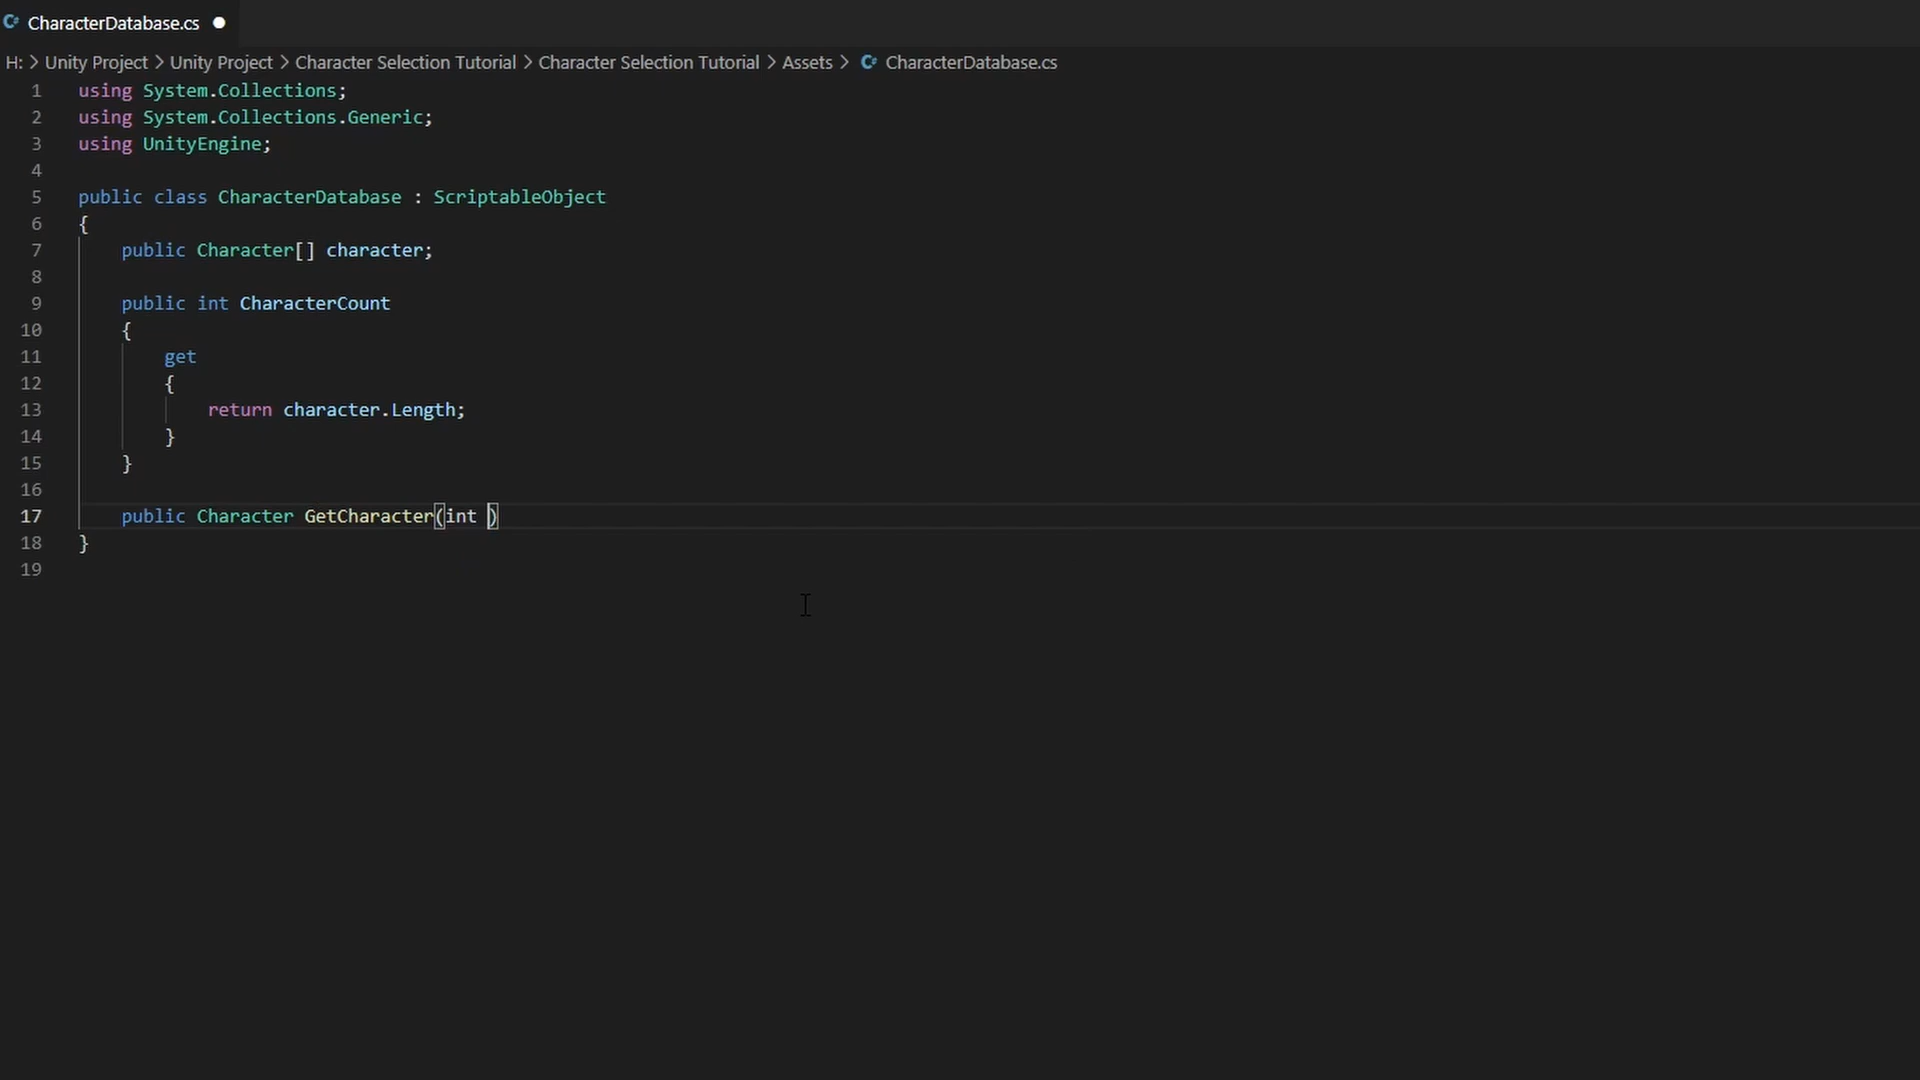 CharacterDatabase.cs
H: > Unity Project > Unity Project > Character Selection Tutorial > Character Selection Tutorial > Assets > CharacterDatabase.cs
1 using System.Collections;
2 using System.Collections.Generic;
3 using UnityEngine;
4
5 public class CharacterDatabase : ScriptableObject
6 {
7 public Character[] character;
8
9 public int CharacterCount
10 {
11 get
12 {
13 return character.Length;
14 }
15 }
16
17 public Character GetCharacter(int )
18 }
19